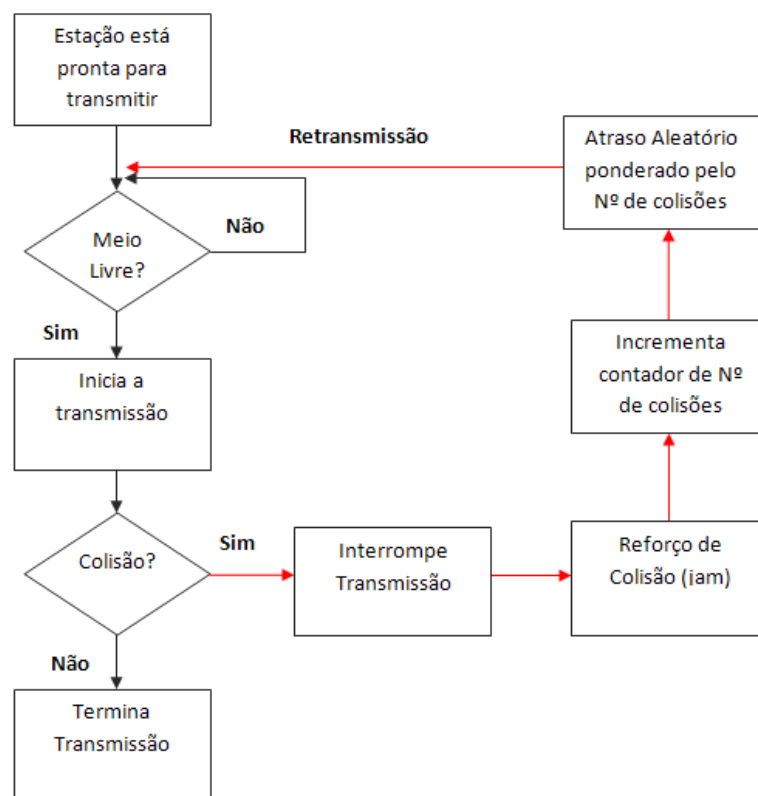 Estação está
pronta para
transmitir
Retransmissão
Atraso Aleatório
ponderado pelo
Nº de colisões
Meio
Livre?
Não
Sim
Incrementa
contador de Nº
de colisões
Inicia a
transmissão
Colisão?
Sim
Interrompe
Transmissão
Reforço de
Colisão (jam)
Não
Termina
Transmissão